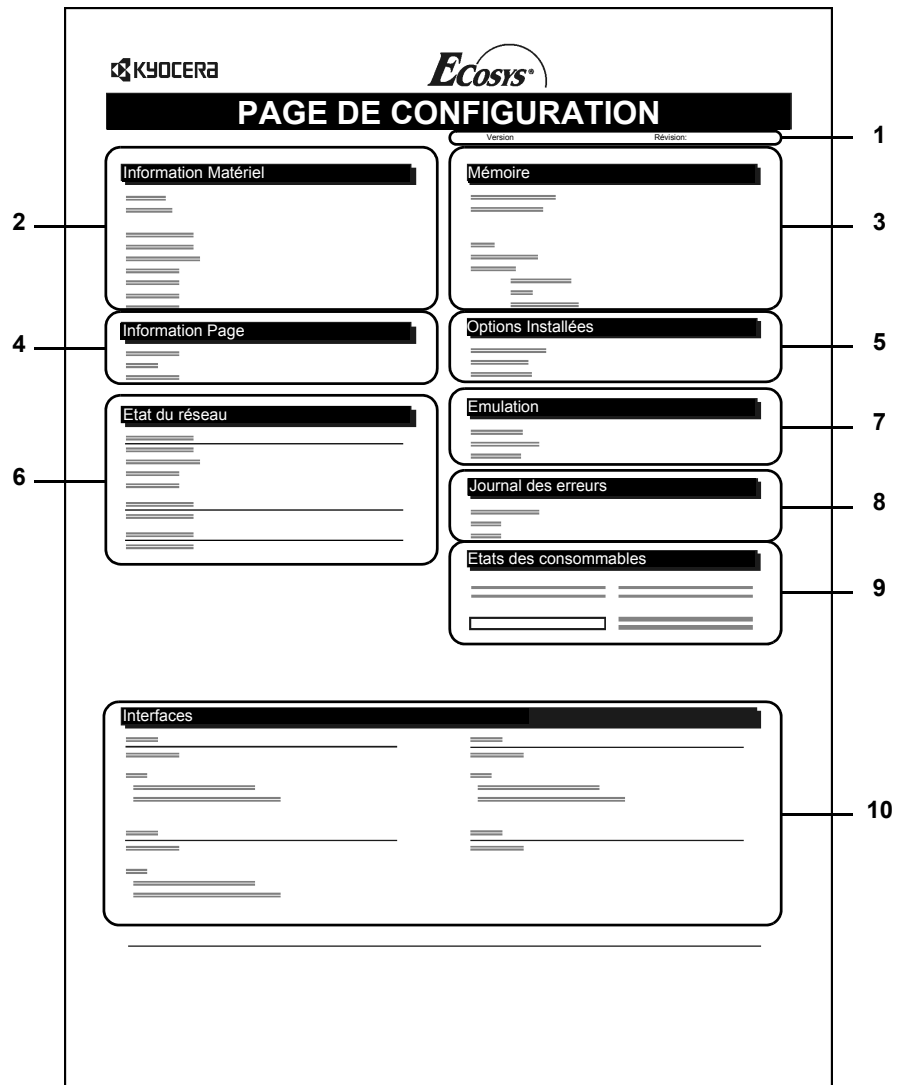 KYOCERA
ECOSYS®
PAGE DE CONFIGURATION
Version Révision:
1
Information Matériel
Mémoire
2
3
Information Page
Options Installées
4
5
Etat du réseau
Emulation
6
7
Journal des erreurs
8
Etats des consommables
9
Interfaces
10